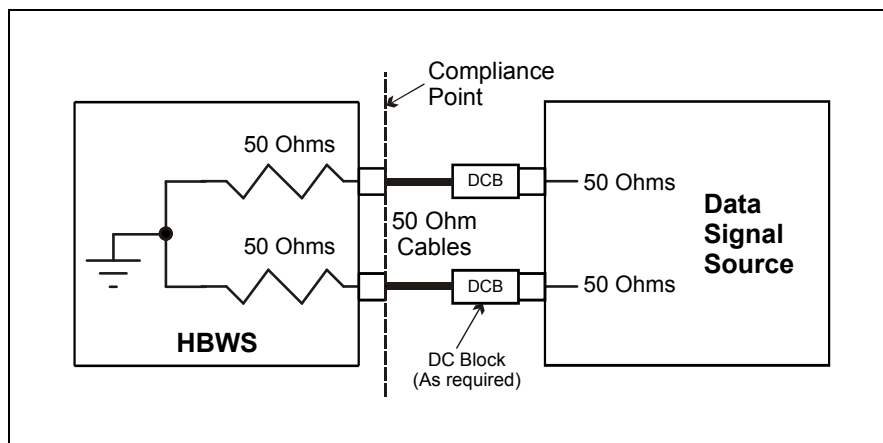 Compliance
Point
50 Ohms
DCB
50 Ohms
50 Ohm
Cables
Data
Signal
Source
50 Ohms
DCB
50 Ohms
HBWS
DC Block
(As required)